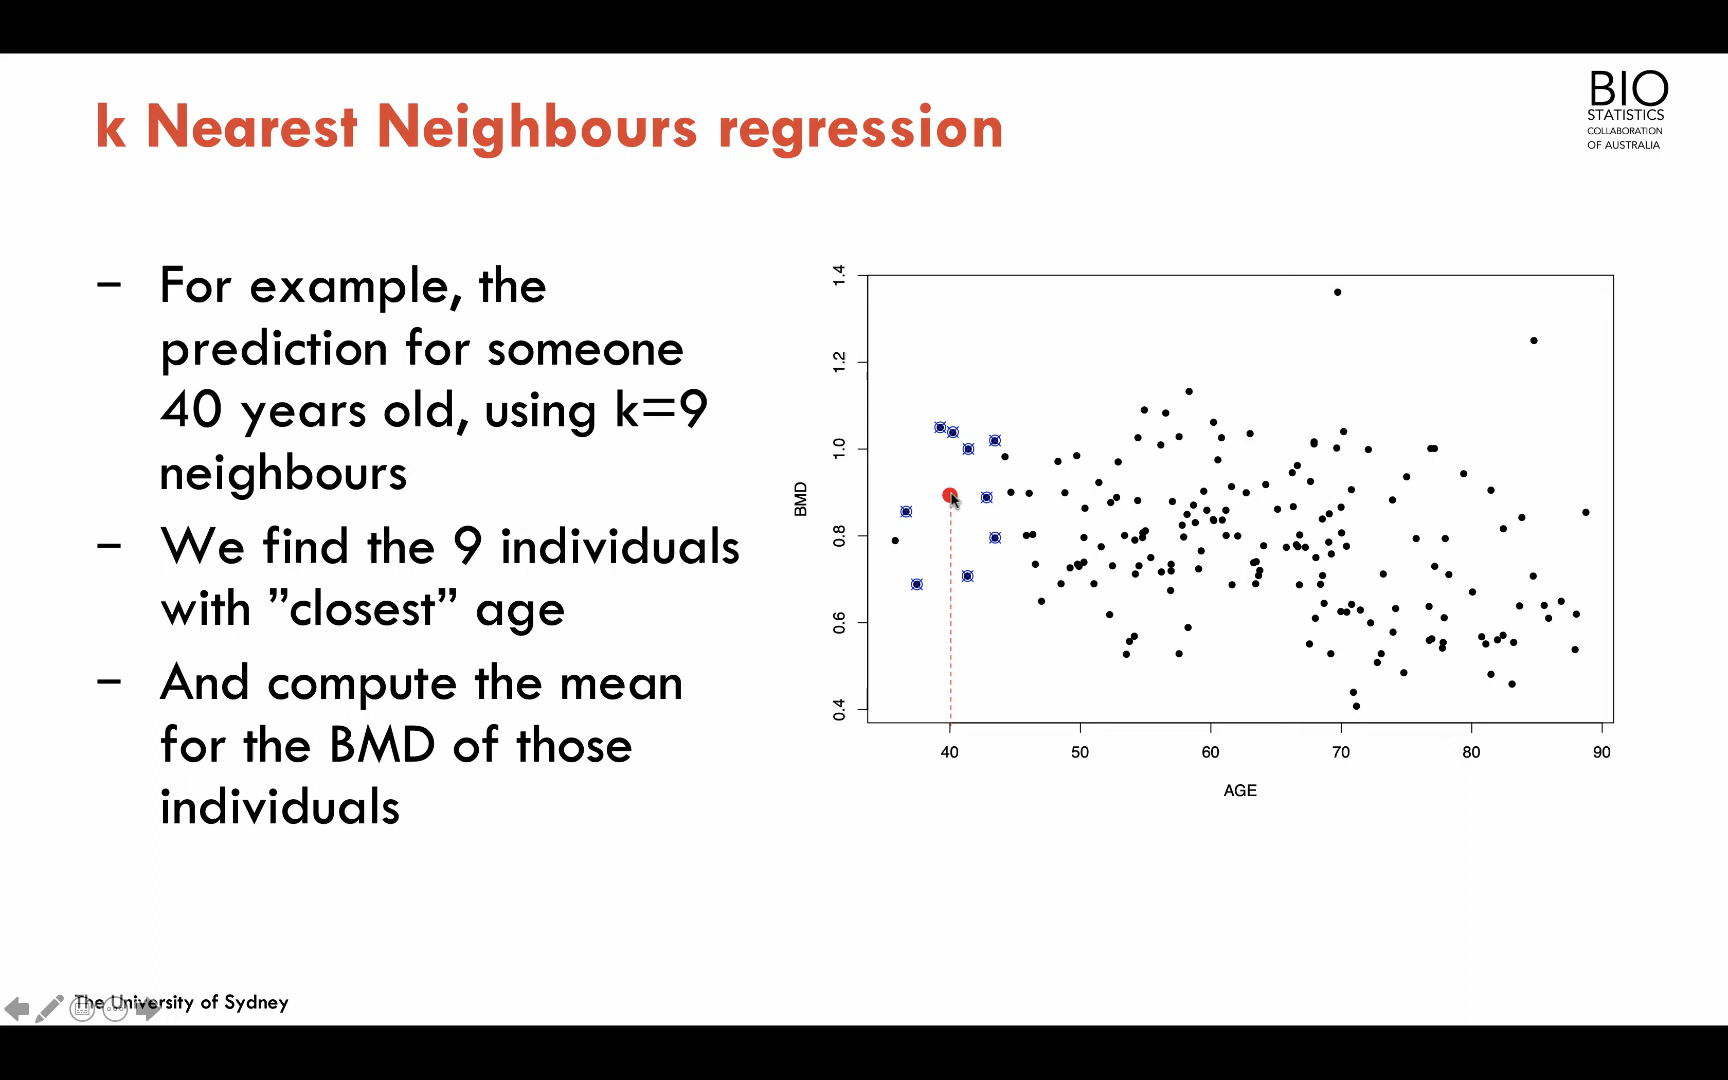 k Nearest Neighbours regression
BIO
STATISTICS
COLLABORATION
OF AUSTRALIA
– For example, the
prediction for someone
40 years old, using k=9
neighbours
– We find the 9 individuals
with ”closest” age
– And compute the mean
for the BMD of those
individuals
1.4
1.2
1.0
0.8
0.6
0.4
BMD
40 50 60 70 80 90
AGE
The University of Sydney